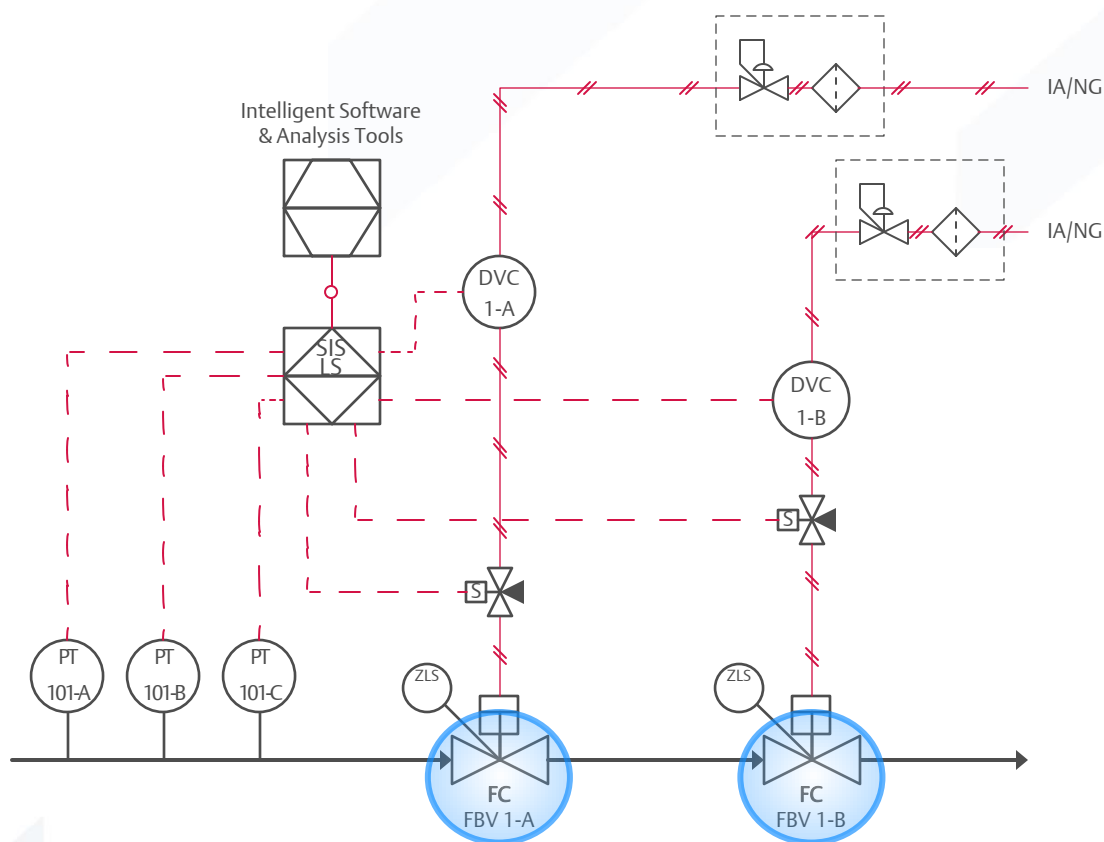 IA/NG
Intelligent Software
& Analysis Tools
IA/NG
DVC
1-A
SIS
LS
DVC
1-B
S
S
PT
101-A
PT
101-B
PT
101-C
ZLS
ZLS
FC
FBV 1-A
FC
FBV 1-B